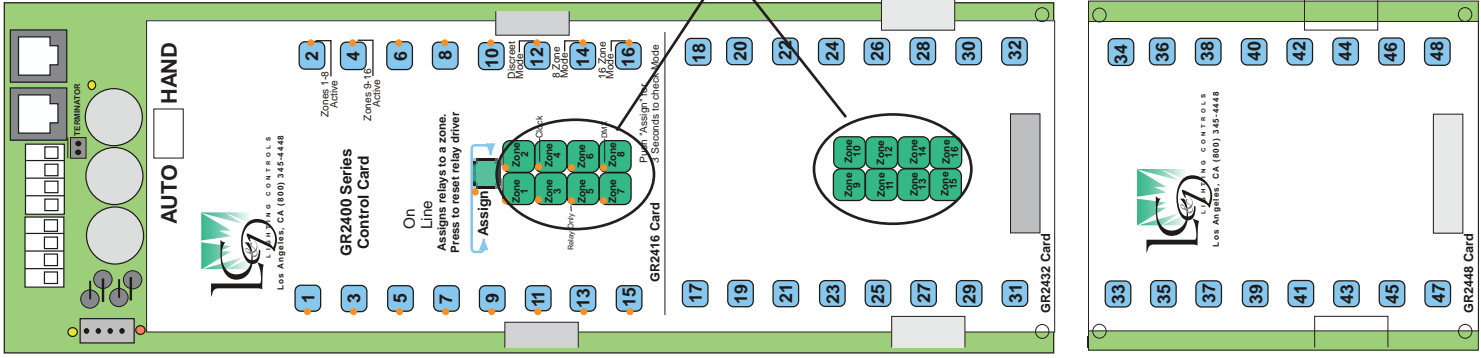 TERMINATOR
AUTO
HAND
LC&D
LIGHTING CONTROLS
Los Angeles, CA (800) 345-4448
GR2400 Series
Control Card
On
Line
Assigns relays to a zone.
Press to reset relay driver
Assign
Zone 1
Zone 2
Zone 3
Zone 4
Zone 5
Zone 6
Zone 7
Zone 8
Clock
Relay Only
Push "Assign" for
3 Seconds to check Mode
GR2416 Card
2
Zones 1-8
Active
4
Zones 9-16
Active
6
8
10
Discreet
Mode
12
8 Zone
Mode
14
16 Zone
Mode
16
1
3
5
7
9
11
13
15
18
20
22
24
26
28
30
32
Zone 9
Zone 10
Zone 11
Zone 12
Zone 13
Zone 14
Zone 15
Zone 16
17
19
21
23
25
27
29
31
GR2432 Card
34
36
38
40
42
44
46
48
LC&D
LIGHTING CONTROLS
Los Angeles, CA (800) 345-4448
33
35
37
39
41
43
45
47
GR2448 Card